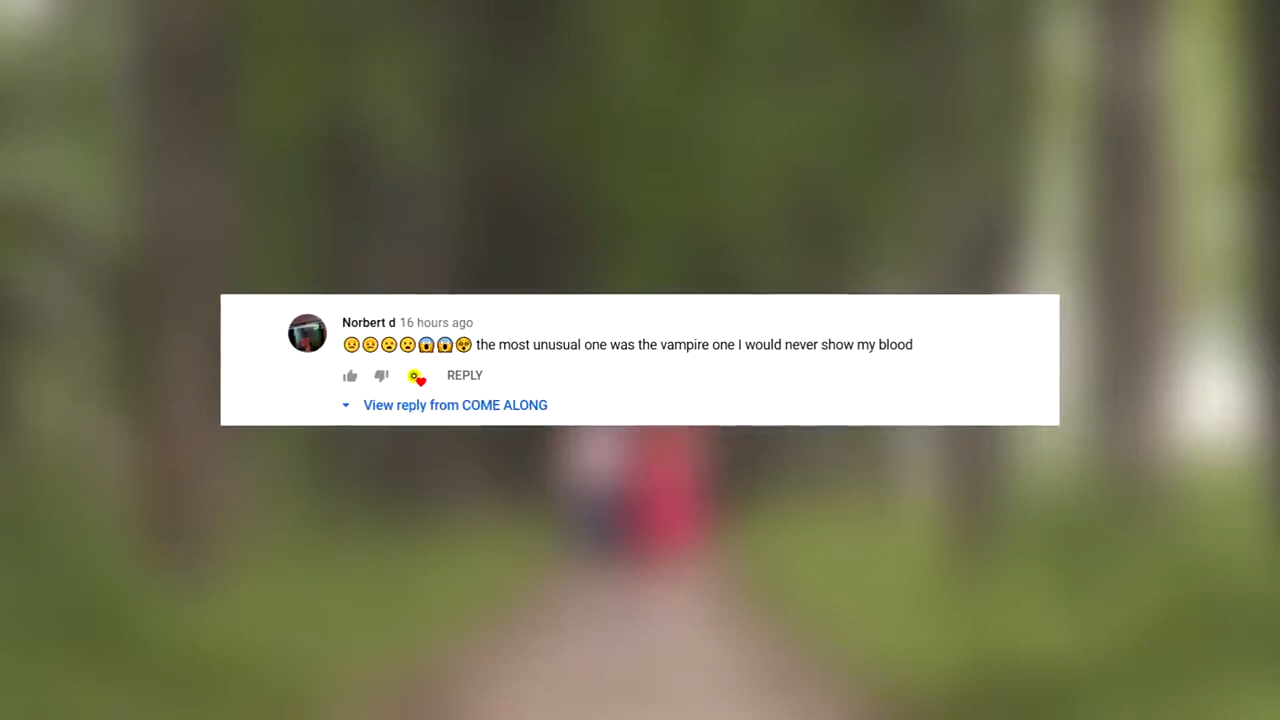 Norbert d 16 hours ago
😣😣😧😧😱😱😵 the most unusual one was the vampire one I would never show my blood
REPLY
View reply from COME ALONG